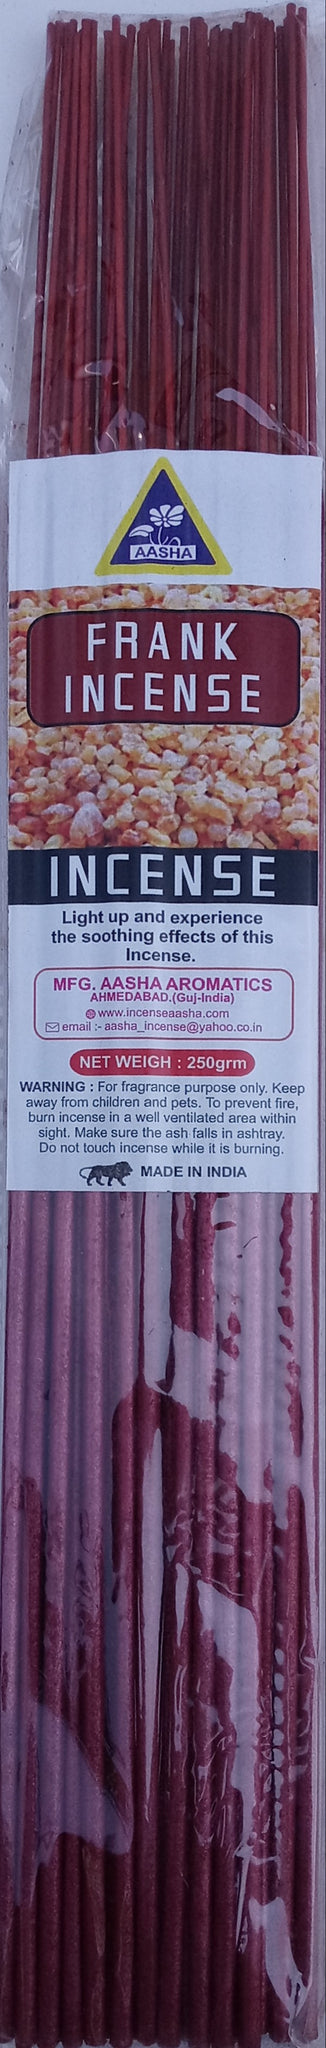 AASHA
FRANK
INCENSE
INCENSE
Light up and experience
the soothing effects of this
Incense.
MFG. AASHA AROMATICS
AHMEDABAD.(Guj-India)
www.incenseaasha.com
email :- aasha_incense@yahoo.co.in
NET WEIGH : 250grm
WARNING : For fragrance purpose only. Keep
away from children and pets. To prevent fire,
burn incense in a well ventilated area within
sight. Make sure the ash falls in ashtray.
Do not touch incense while it is burning.
MADE IN INDIA